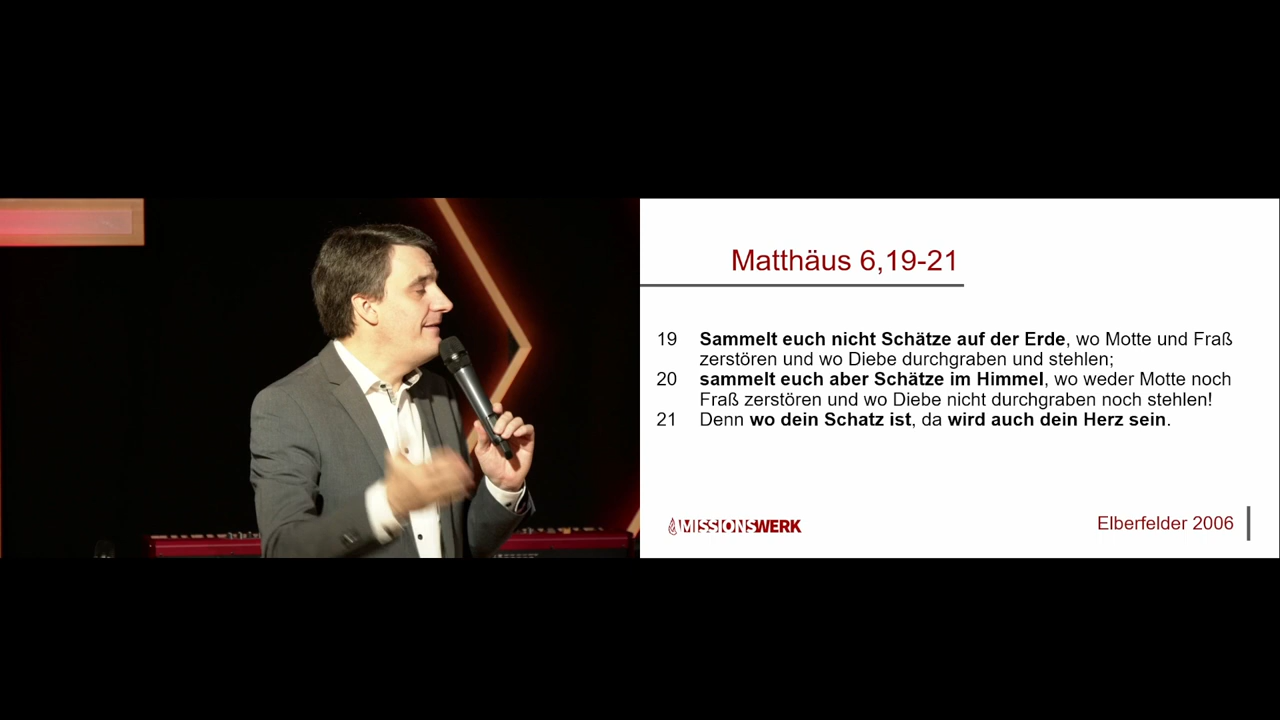 Matthäus 6,19-21
19 Sammelt euch nicht Schätze auf der Erde, wo Motte und Fraß
zerstören und wo Diebe durchgraben und stehlen;
20 sammelt euch aber Schätze im Himmel, wo weder Motte noch
Fraß zerstören und wo Diebe nicht durchgraben noch stehlen!
21 Denn wo dein Schatz ist, da wird auch dein Herz sein.
MISSIONSWERK
Elberfelder 2006